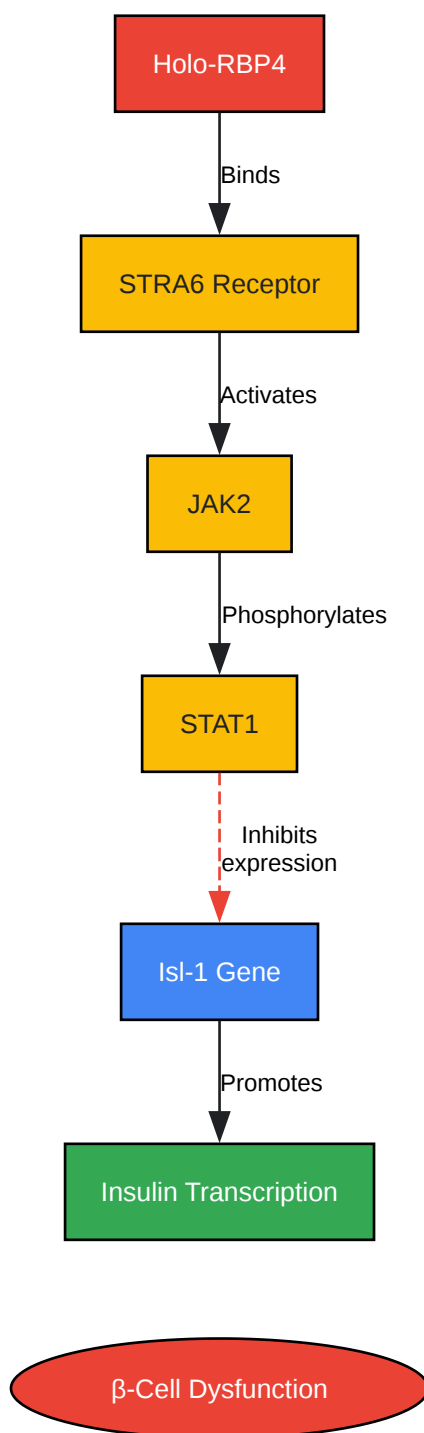 Holo-RBP4
Binds
STRA6 Receptor
Activates
JAK2
Phosphorylates
STAT1
Inhibits
expression
Isl-1 Gene
Promotes
Insulin Transcription
β-Cell Dysfunction